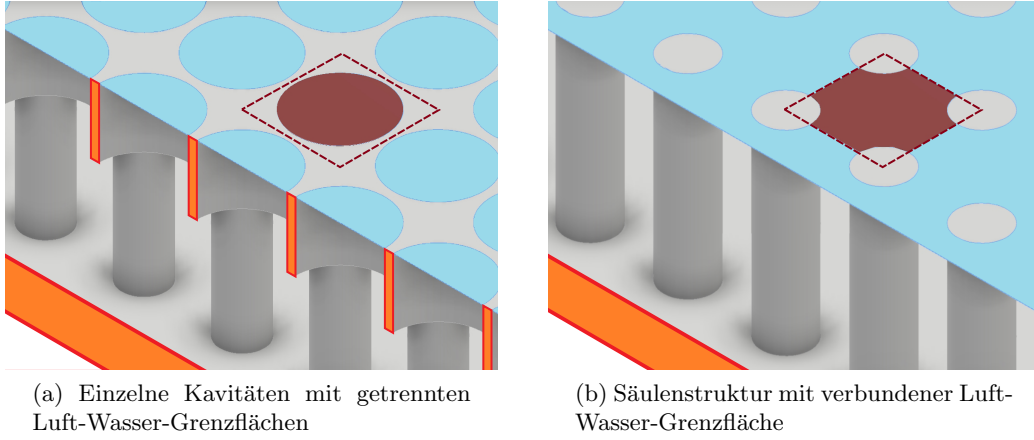 (a) Einzelne Kavitäten mit getrennten
Luft-Wasser-Grenzflächen
(b) Säulenstruktur mit verbundener Luft-
Wasser-Grenzfläche